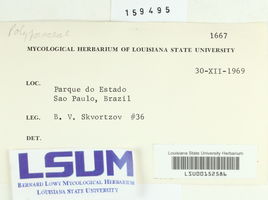 159495
Polyporaceae
1667
MYCOLOGICAL HERBARIUM OF LOUISIANA STATE UNIVERSITY
30-XII-1969
LOC. Parque do Estado
Sao Paulo, Brazil
LEG. B. V. Skvortzov #36
DET.
LSUM
BERNARD LOWY MYCOLOGICAL HERBARIUM
LOUISIANA STATE UNIVERSITY
Louisiana State University Herbarium
LSU00152586